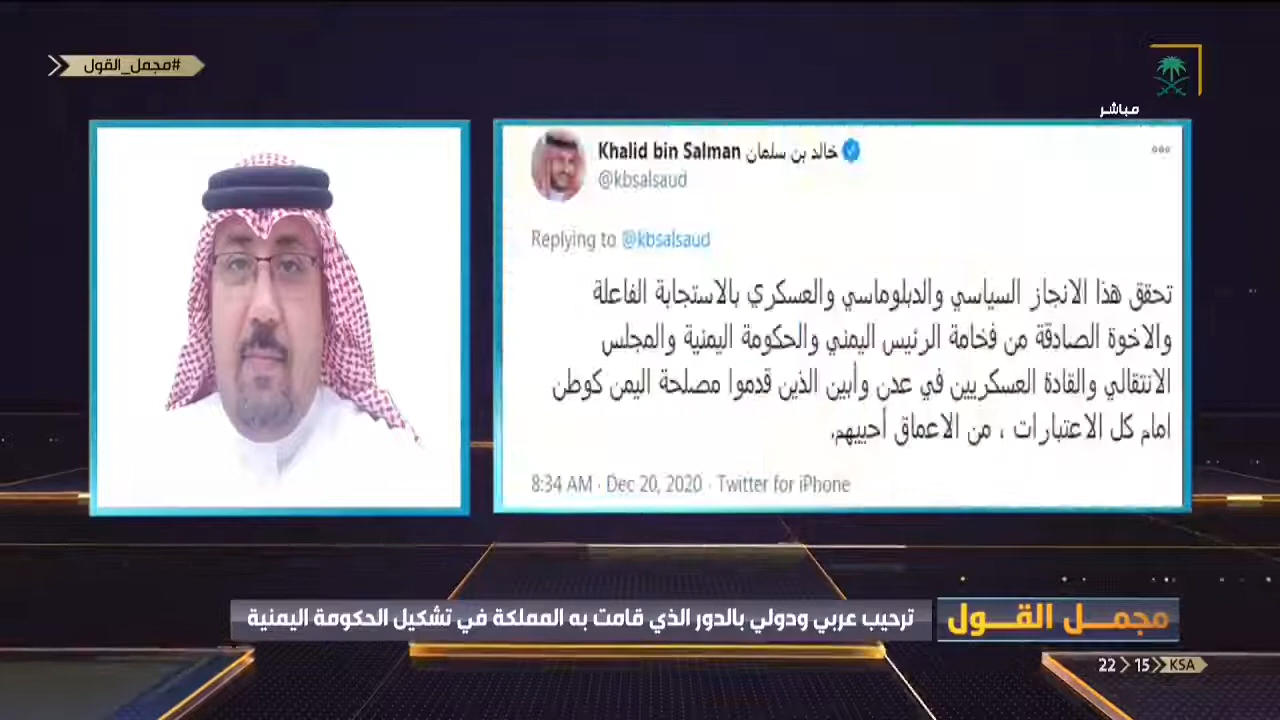 #مجمل_القول
مباشر
Khalid bin Salman خالد بن سلمان
@kbsalsaud
Replying to @kbsalsaud
تحقق هذا الانجاز السياسي والدبلوماسي والعسكري بالاستجابة الفاعلة
والاخوة الصادقة من فخامة الرئيس اليمني والحكومة اليمنية والمجلس
الانتقالي والقادة العسكريين في عدن وأبين الذين قدموا مصلحة اليمن كوطن
امام كل الاعتبارات ، من الاعماق أحييهم.
8:34 AM · Dec 20, 2020 · Twitter for iPhone
مجمل القول
ترحيب عربي ودولي بالدور الذي قامت به المملكة في تشكيل الحكومة اليمنية
22 15 KSA